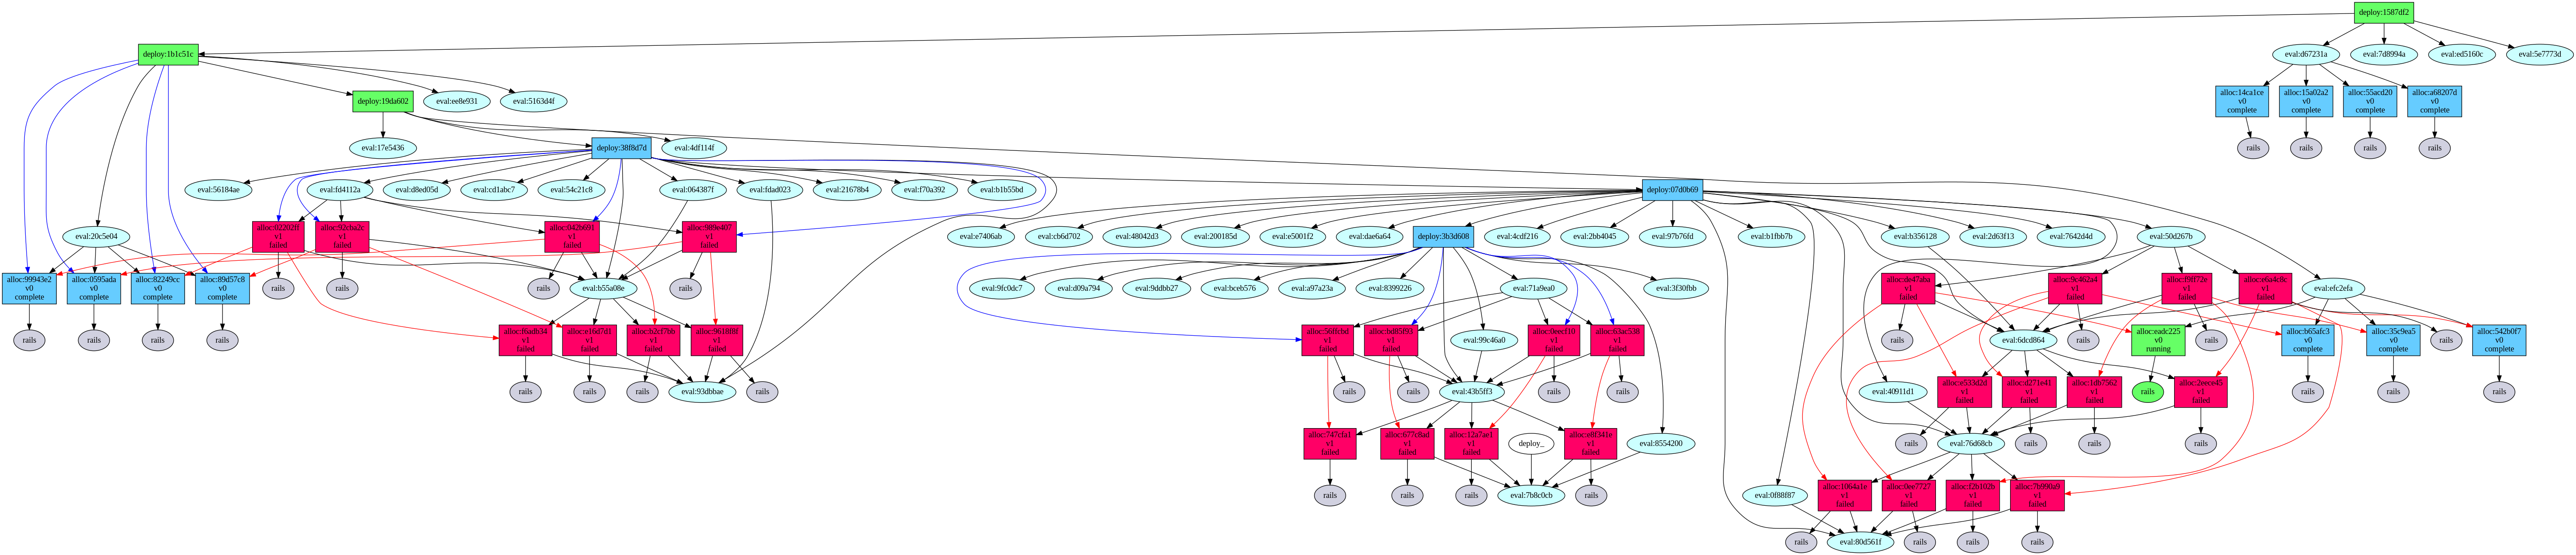 deploy:1587df2
deploy:1b1c51c
eval:d67231a
eval:7d8994a
eval:ed5160c
eval:5e7773d
deploy:19da602
eval:ee8e931
eval:5163d4f
alloc:14ca1ce
v0
complete
alloc:15a02a2
v0
complete
alloc:55acd20
v0
complete
alloc:a68207d
v0
complete
eval:17e5436
deploy:38f8d7d
eval:4df114f
rails
rails
rails
rails
eval:56184ae
eval:fd4112a
eval:d8ed05d
eval:cd1abc7
eval:54c21c8
eval:064387f
eval:fdad023
eval:21678b4
eval:f70a392
eval:b1b55bd
deploy:07d0b69
eval:20c5e04
alloc:02202ff
v1
failed
alloc:92cba2c
v1
failed
alloc:042b691
v1
failed
alloc:989e407
v1
failed
eval:e7406ab
eval:cb6d702
eval:48042d3
eval:200185d
eval:e5001f2
eval:dae6a64
deploy:3b3d608
eval:4cdf216
eval:2bb4045
eval:97b76fd
eval:b1fbb7b
eval:b356128
eval:2d63f13
eval:7642d4d
eval:50d267b
alloc:99943e2
v0
complete
alloc:0595ada
v0
complete
alloc:82249cc
v0
complete
alloc:89d57c8
v0
complete
rails
rails
rails
eval:b55a08e
rails
eval:9fc0dc7
eval:d09a794
eval:9ddbb27
eval:bceb576
eval:a97a23a
eval:8399226
eval:71a9ea0
eval:3f30fbb
alloc:de47aba
v1
failed
alloc:9c462a4
v1
failed
alloc:f9ff72e
v1
failed
alloc:e6a4c8c
v1
failed
eval:efc2efa
rails
rails
rails
rails
alloc:f6adb34
v1
failed
alloc:e16f7d1
v1
failed
alloc:b2cf7bb
v1
failed
alloc:9618f8f
v1
failed
alloc:56ffcbd
v1
failed
alloc:bd85f93
v1
failed
eval:99c46a0
alloc:0eecf10
v1
failed
alloc:63ac538
v1
failed
rails
eval:6dcd864
rails
alloc:eadc225
v0
running
rails
alloc:b65afc3
v0
complete
alloc:35c9ea5
v0
complete
rails
alloc:542b0f7
v0
complete
rails
rails
rails
eval:93dbbae
rails
rails
rails
eval:43b5ff3
rails
rails
eval:40911d1
alloc:e533d2d
v1
failed
alloc:d271e41
v1
failed
alloc:1db7562
v1
failed
rails
alloc:2eece45
v1
failed
rails
rails
rails
alloc:747cfa1
v1
failed
alloc:677c8ad
v1
failed
alloc:f2a7ae1
v1
failed
deploy_
alloc:e8f341e
v1
failed
eval:8554200
rails
eval:76d68cb
rails
rails
rails
rails
rails
rails
eval:7b8c0cb
rails
eval:0f88f87
alloc:1064a1e
v1
failed
alloc:0ee7727
v1
failed
alloc:f2b102b
v1
failed
alloc:7b990a9
v1
failed
rails
eval:80d561f
rails
rails
rails